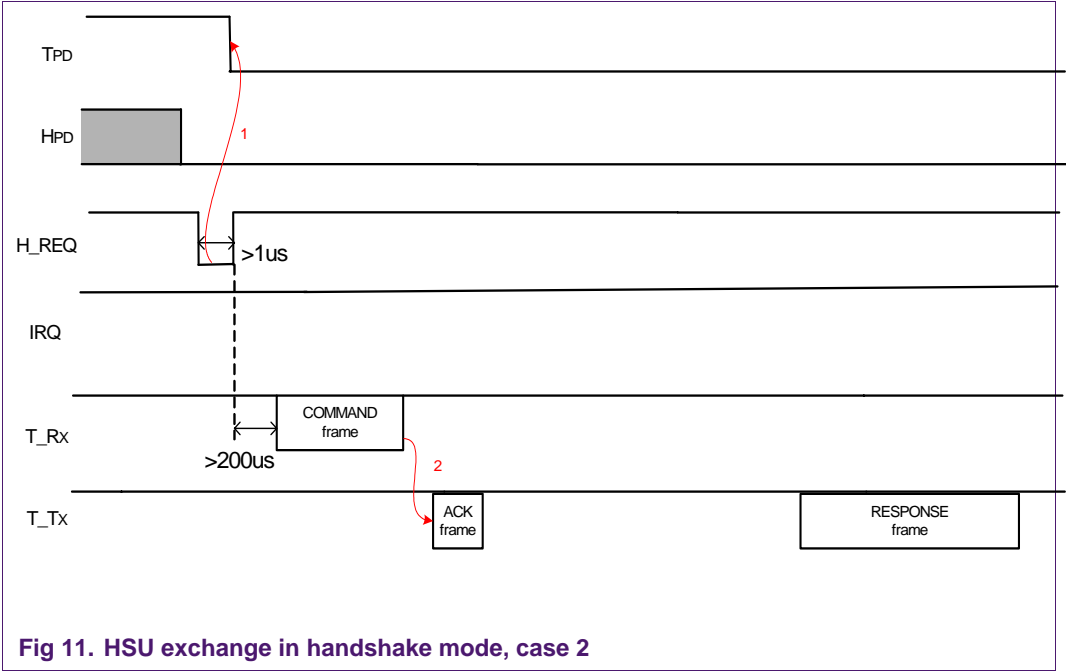 TPD
HPD
1
H_REQ
>1us
IRQ
T_RX
COMMAND
frame
>200us
2
T_TX
ACK
frame
RESPONSE
frame
Fig 11. HSU exchange in handshake mode, case 2